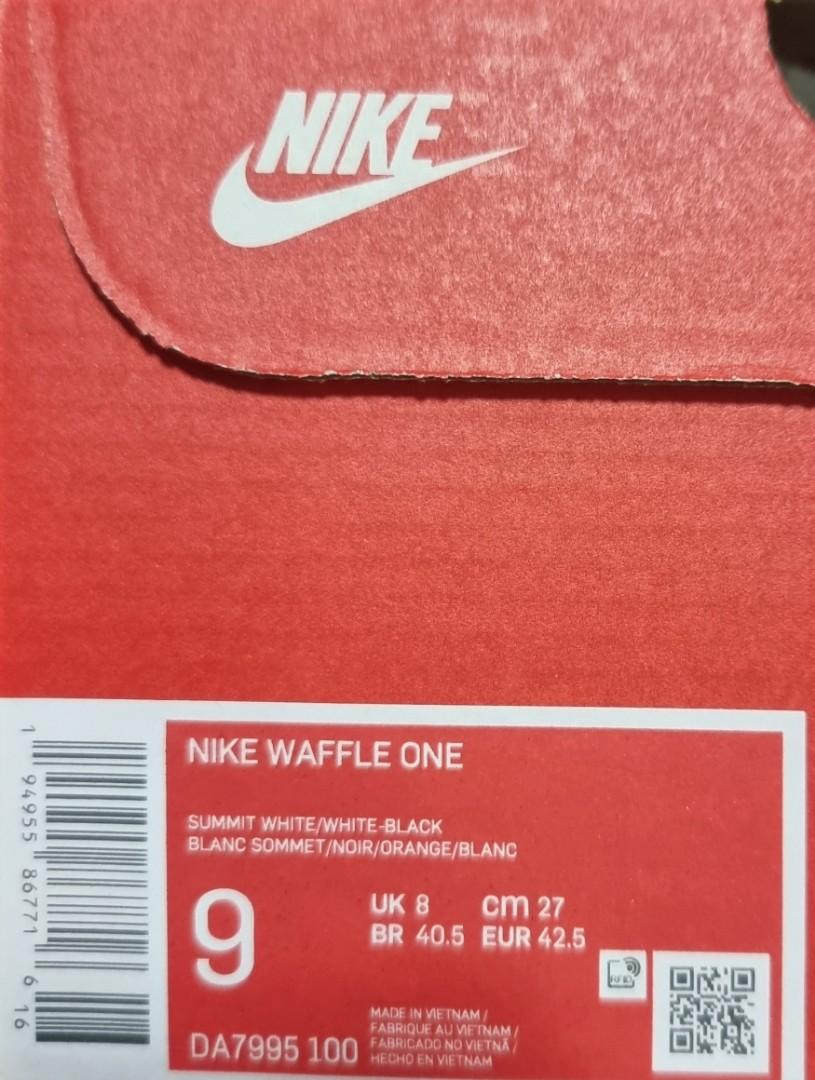 NIKE
NIKE WAFFLE ONE
SUMMIT WHITE/WHITE-BLACK
BLANC SOMMET/NOIR/ORANGE/BLANC
9
UK 8 cm 27
BR 40.5 EUR 42.5
RFID
DA7995 100
MADE IN VIETNAM /
FABRIQUE AU VIETNAM /
FABRICADO NO VIETNÃ /
HECHO EN VIETNAM
1 94955 86771 6 16